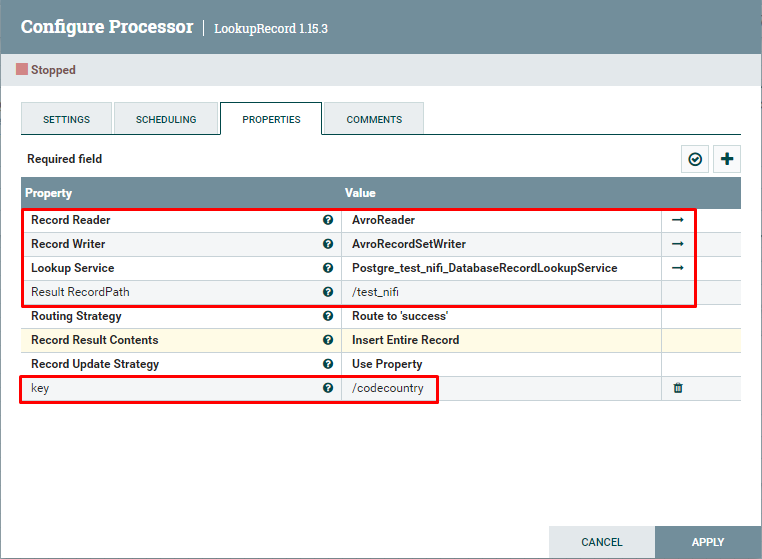 Configure Processor | LookupRecord 1.15.3
Stopped
SETTINGS SCHEDULING PROPERTIES COMMENTS
Required field
Property Value
Record Reader AvroReader
Record Writer AvroRecordSetWriter
Lookup Service Postgre_test_nifi_DatabaseRecordLookupService
Result RecordPath /test_nifi
Routing Strategy Route to 'success'
Record Result Contents Insert Entire Record
Record Update Strategy Use Property
key /codecountry
CANCEL APPLY